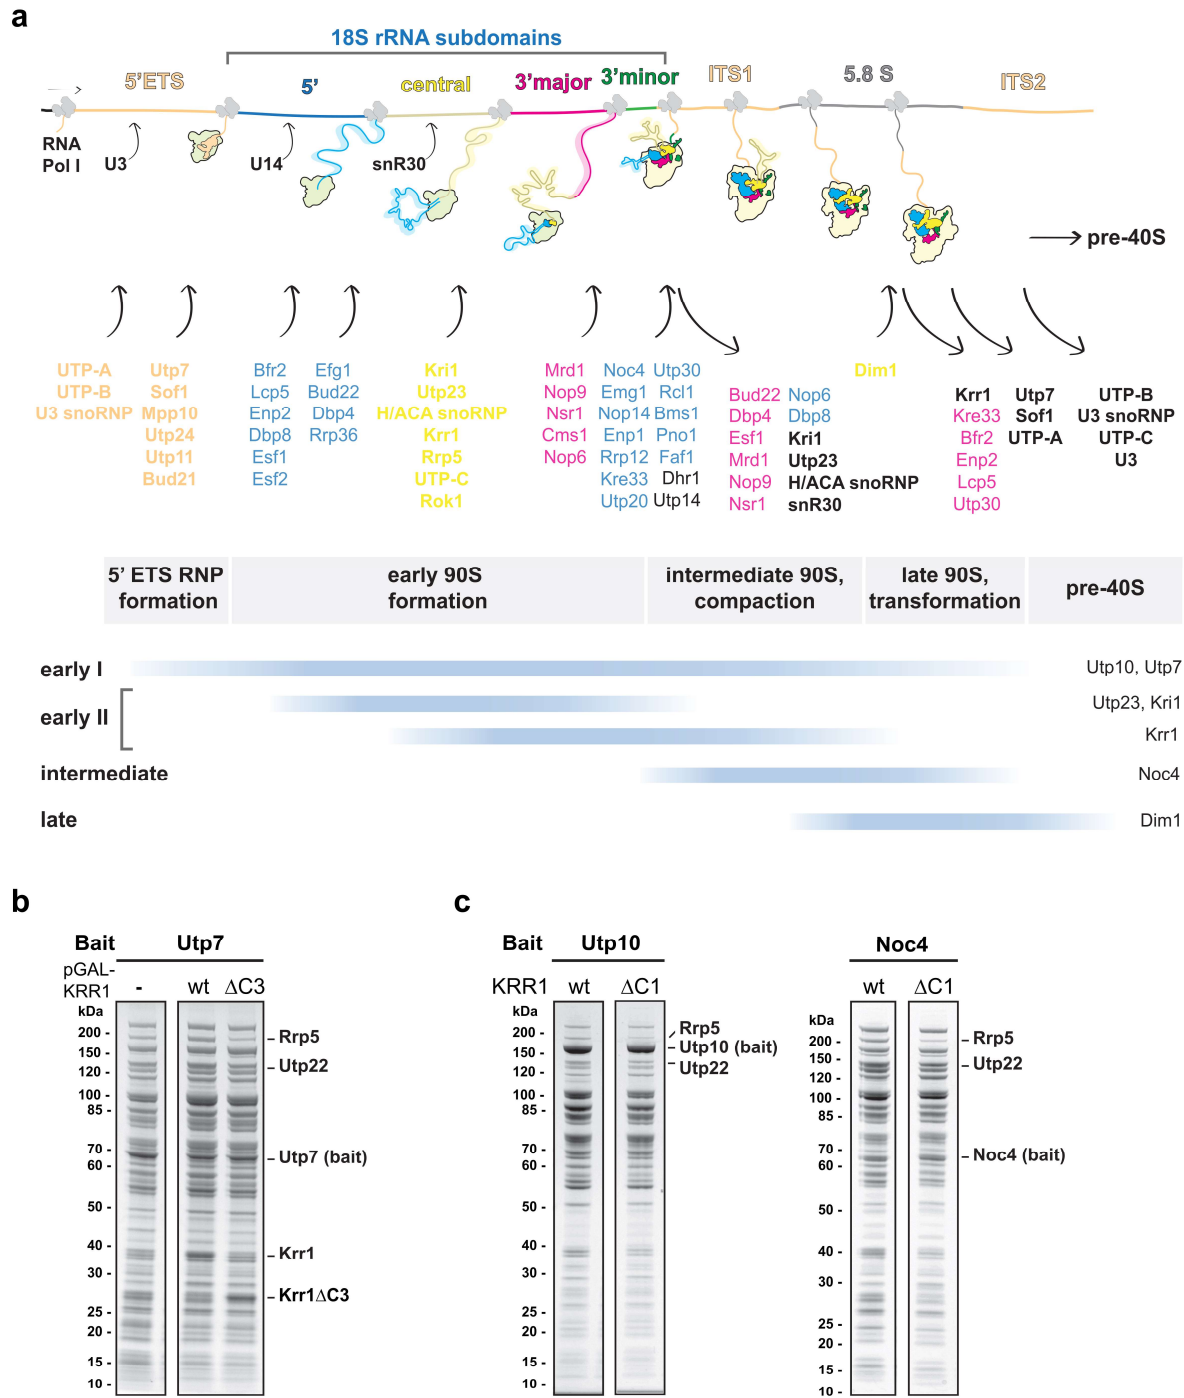 a
18S rRNA subdomains
5'ETS
5'
central
3'major
3'minor
ITS1
5.8 S
ITS2
RNA
Pol I
U3
U14
snR30
pre-40S
UTP-A
UTP-B
U3 snoRNP
Utp7
Sof1
Mpp10
Utp24
Utp11
Bud21
Bfr2
Lcp5
Enp2
Dbp8
Esf1
Esf2
Efg1
Bud22
Dbp4
Rrp36
Kri1
Utp23
H/ACA snoRNP
Krr1
Rrp5
UTP-C
Rok1
Mrd1
Nop9
Nsr1
Cms1
Nop6
Noc4
Emg1
Nop14
Enp1
Rrp12
Kre33
Utp20
Utp30
Rcl1
Bms1
Pno1
Faf1
Dhr1
Utp14
Bud22
Dbp4
Esf1
Mrd1
Nop9
Nsr1
Nop6
Dbp8
Kri1
Utp23
H/ACA snoRNP
snR30
Dim1
Krr1
Kre33
Bfr2
Enp2
Lcp5
Utp30
Utp7
Sof1
UTP-A
UTP-B
U3 snoRNP
UTP-C
U3
5' ETS RNP
formation
early 90S
formation
intermediate 90S,
compaction
late 90S,
transformation
pre-40S
early I
Utp10, Utp7
early II
Utp23, Kri1
Krr1
intermediate
Noc4
late
Dim1
b
Bait
Utp7
pGAL-
KRR1
-
wt
ΔC3
kDa
200 -
150 -
120 -
100 -
85 -
70 -
60 -
50 -
40 -
30 -
25 -
20 -
15 -
10 -
Rrp5
Utp22
Utp7 (bait)
Krr1
Krr1ΔC3
c
Bait
Utp10
KRR1
wt
ΔC1
kDa
200 -
150 -
120 -
100 -
85 -
70 -
60 -
50 -
40 -
30 -
25 -
20 -
15 -
10 -
Rrp5
Utp10 (bait)
Utp22
Noc4
wt
ΔC1
kDa
200 -
150 -
120 -
100 -
85 -
70 -
60 -
50 -
40 -
30 -
25 -
20 -
15 -
10 -
Rrp5
Utp22
Noc4 (bait)